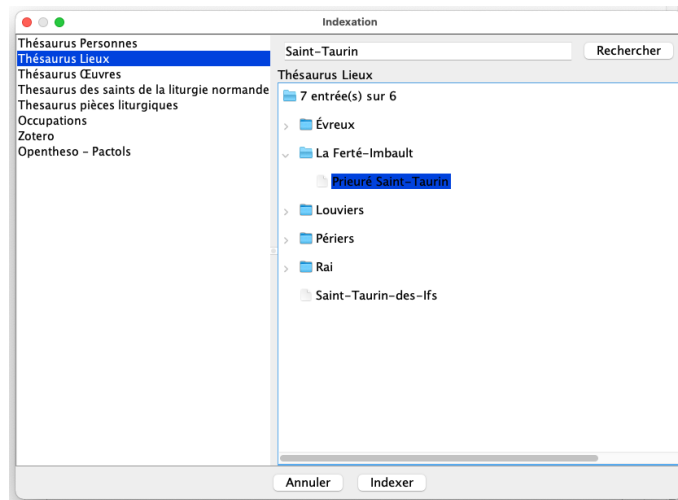 Indexation
Thésaurus Personnes
Thésaurus Lieux
Thésaurus Œuvres
Thesaurus des saints de la liturgie normande
Thesaurus pièces liturgiques
Occupations
Zotero
Opentheso - Pactols
Saint-Taurin
Rechercher
Thésaurus Lieux
7 entrée(s) sur 6
Évreux
La Ferté-Imbault
Prieuré Saint-Taurin
Louviers
Périers
Rai
Saint-Taurin-des-Ifs
Annuler
Indexer